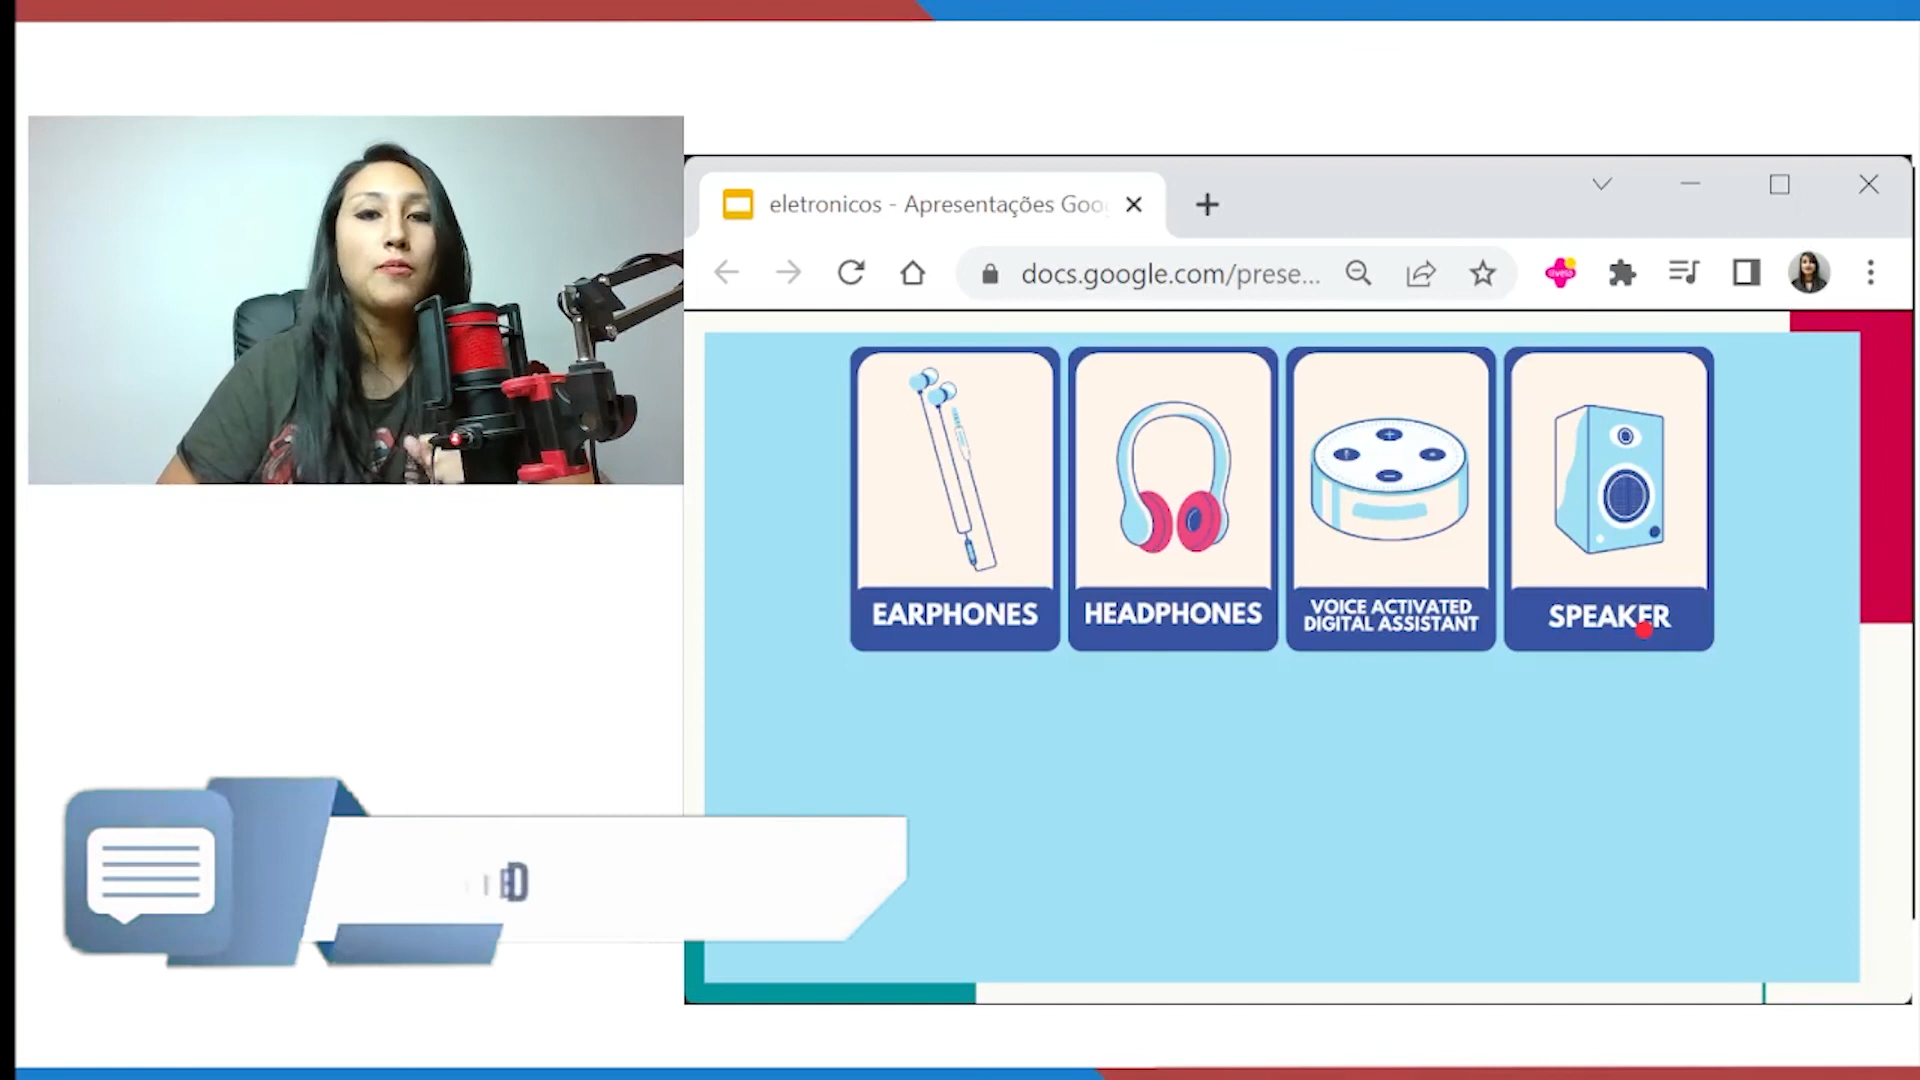 eletronicos - Apresentações Goo
docs.google.com/prese...
EARPHONES
HEADPHONES
VOICE ACTIVATED
DIGITAL ASSISTANT
SPEAKER